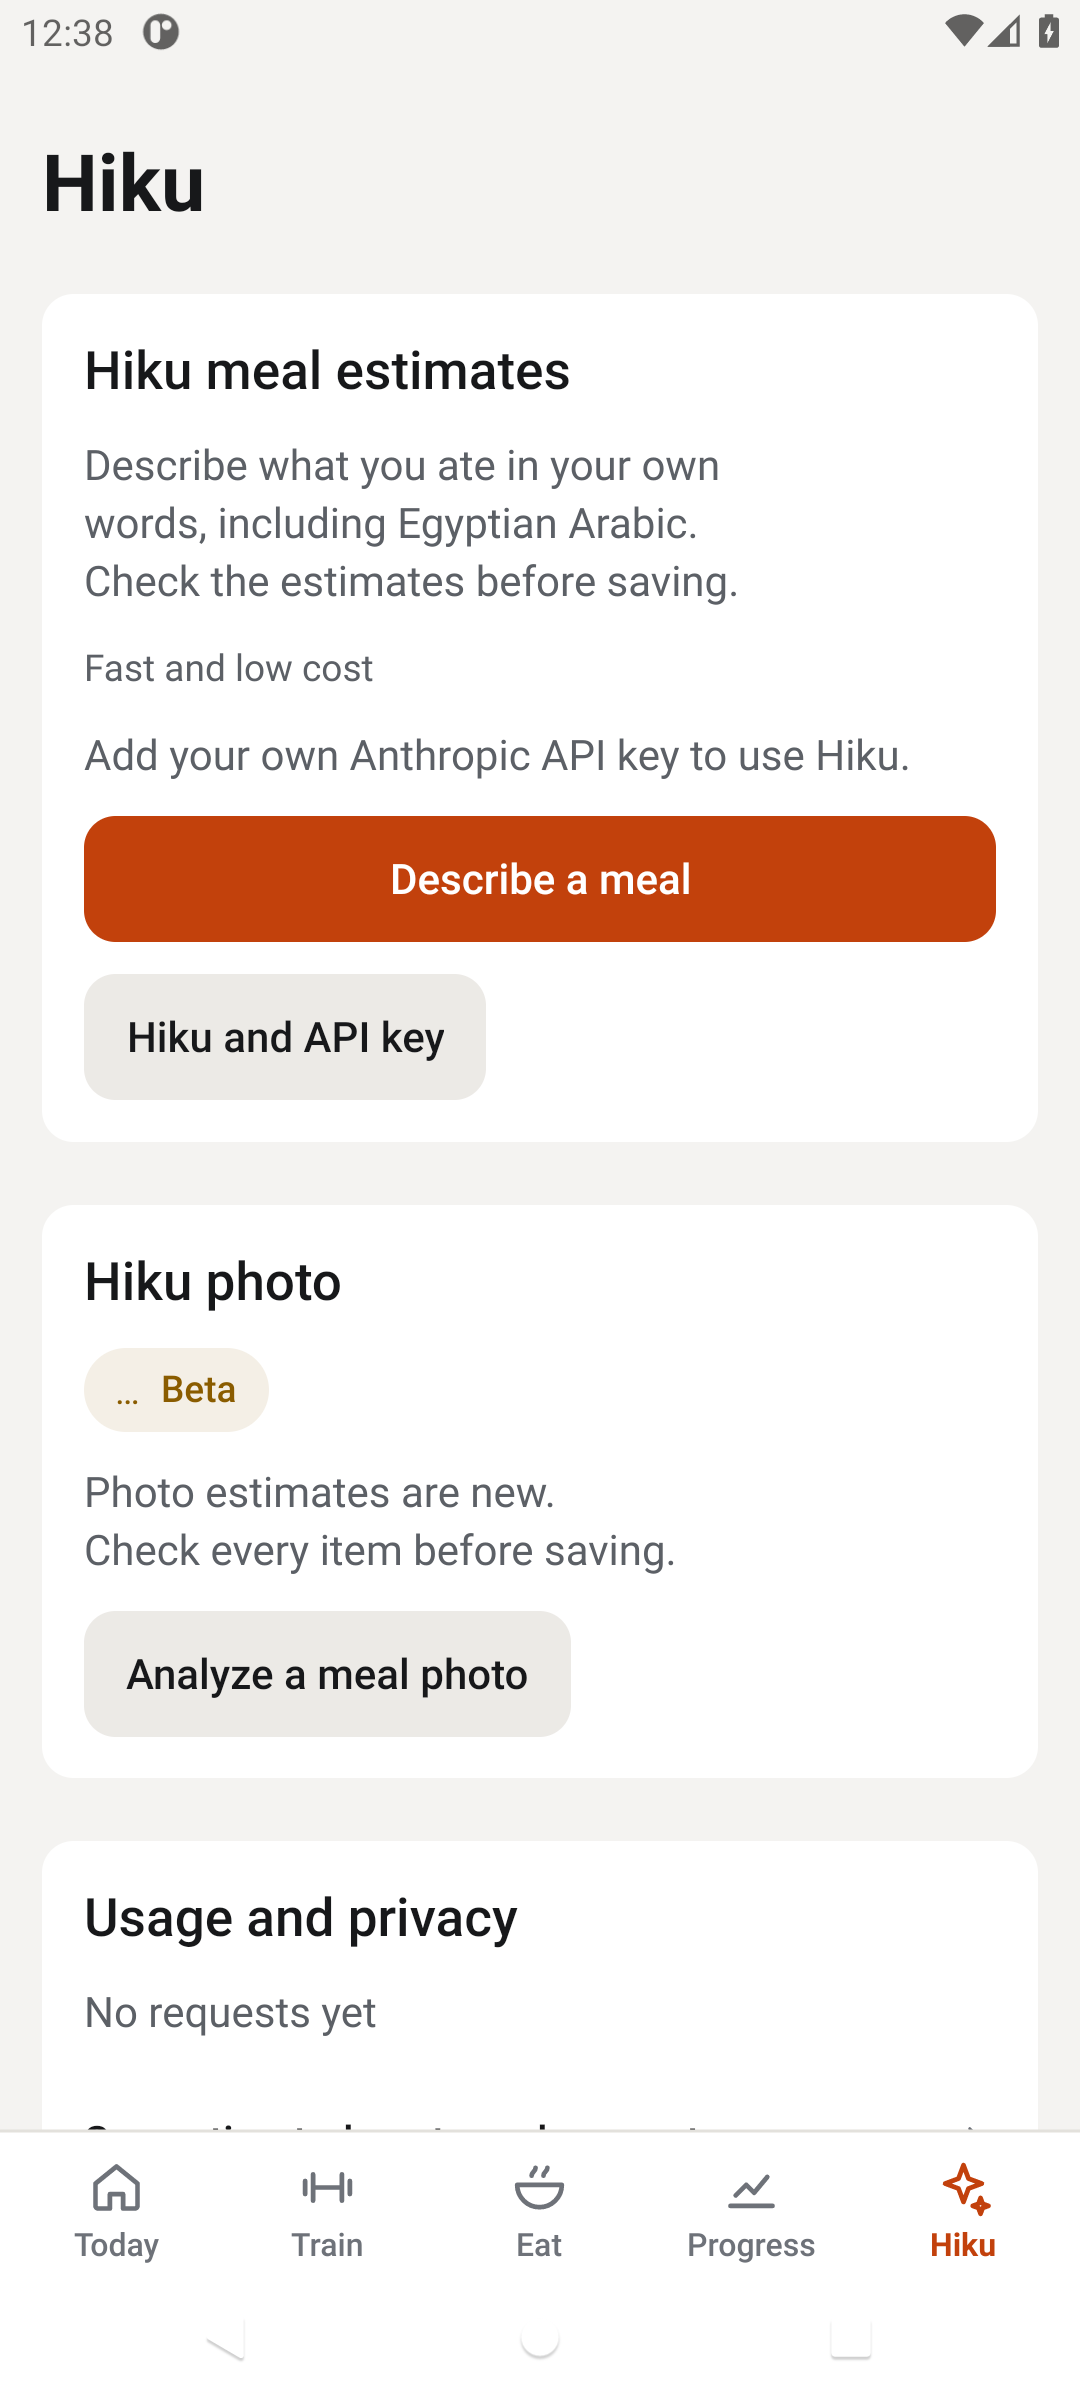 12:38
Hiku
Hiku meal estimates
Describe what you ate in your own
words, including Egyptian Arabic.
Check the estimates before saving.
Fast and low cost
Add your own Anthropic API key to use Hiku.
Describe a meal
Hiku and API key
Hiku photo
... Beta
Photo estimates are new.
Check every item before saving.
Analyze a meal photo
Usage and privacy
No requests yet
Today
Train
Eat
Progress
Hiku